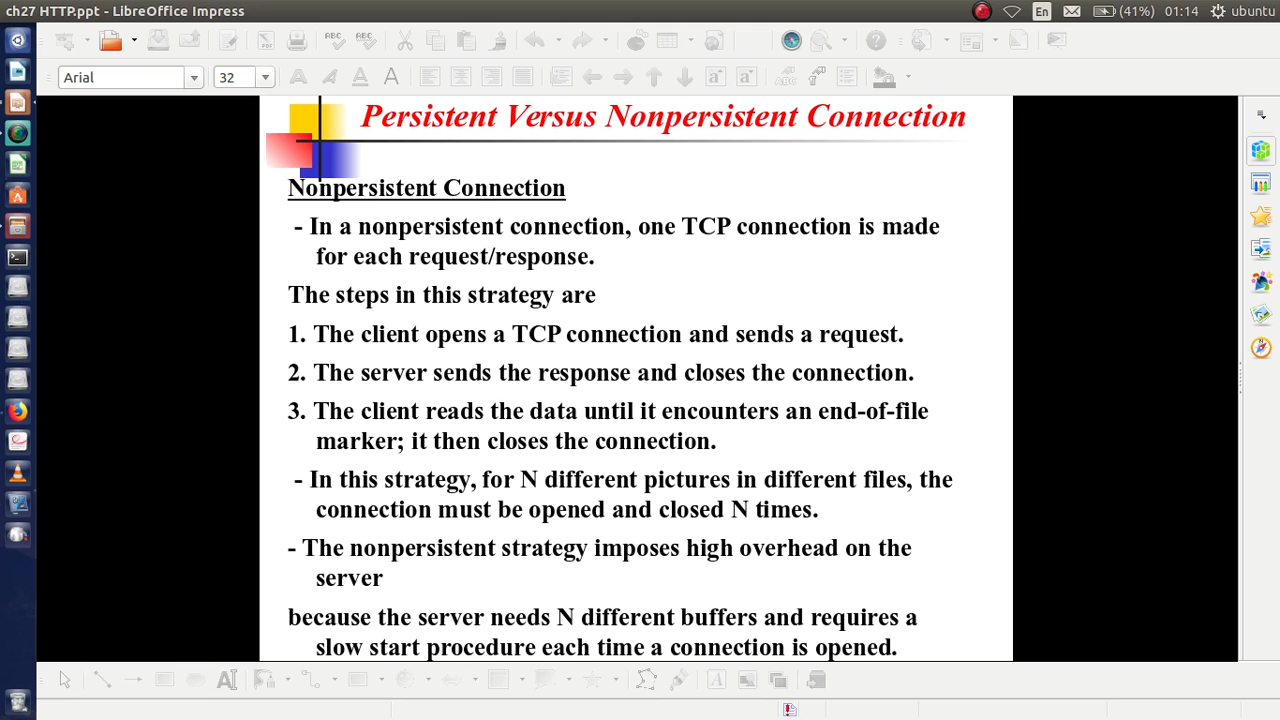 ch27 HTTP.ppt - LibreOffice Impress
En
(41%)
01:14
ubuntu
Arial
32
Persistent Versus Nonpersistent Connection
Nonpersistent Connection
- In a nonpersistent connection, one TCP connection is made
for each request/response.
The steps in this strategy are
1. The client opens a TCP connection and sends a request.
2. The server sends the response and closes the connection.
3. The client reads the data until it encounters an end-of-file
marker; it then closes the connection.
- In this strategy, for N different pictures in different files, the
connection must be opened and closed N times.
- The nonpersistent strategy imposes high overhead on the
server
because the server needs N different buffers and requires a
slow start procedure each time a connection is opened.